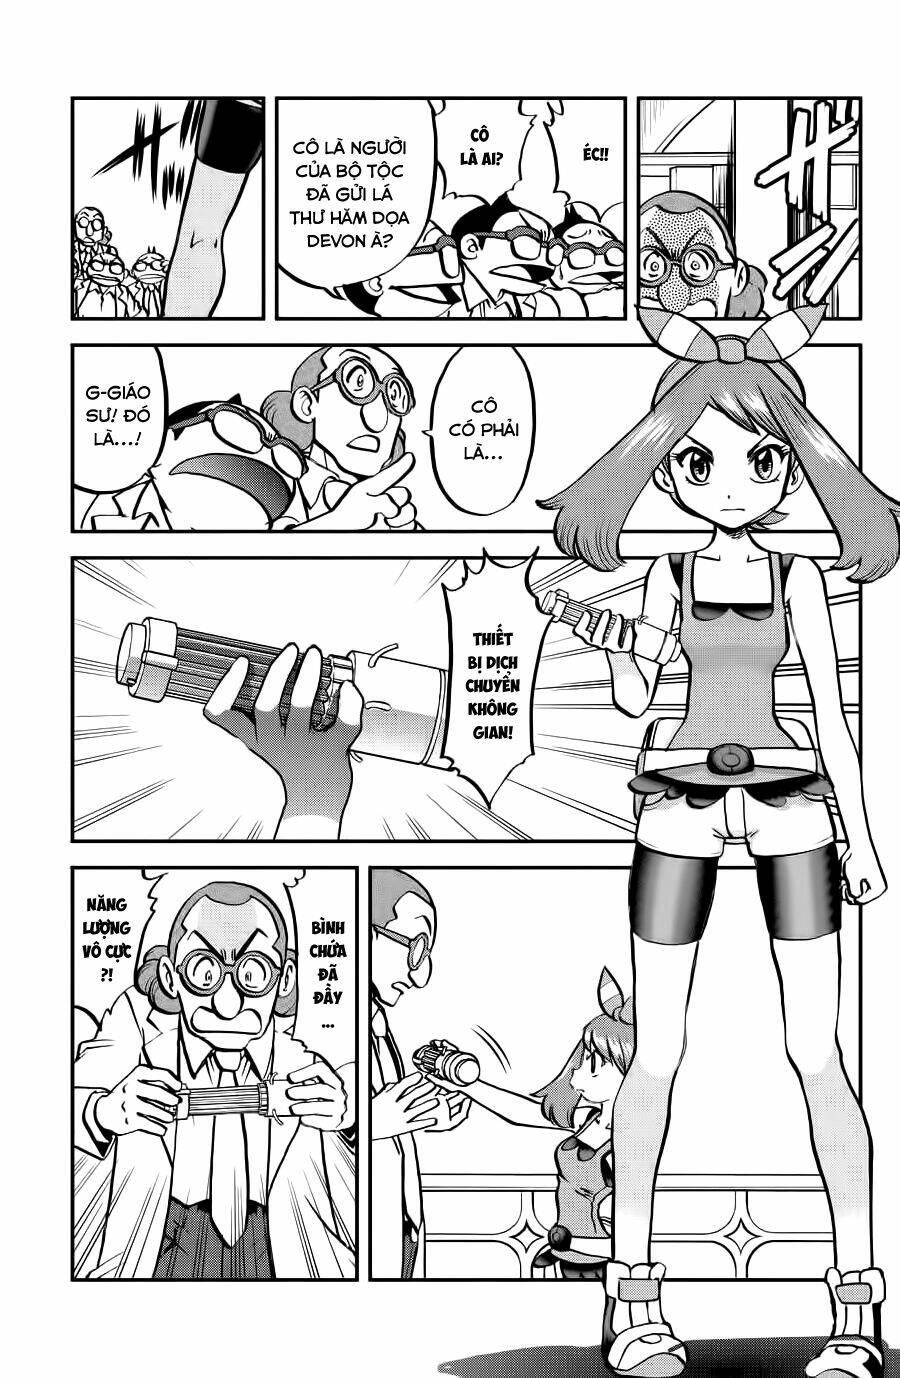 ÉC!!
CÔ
LÀ AI?
CÔ LÀ NGƯỜI
CỦA BỘ TỘC
ĐÃ GỬI LÁ
THƯ HĂM DỌA
DEVON À?
CÔ
CÓ PHẢI
LÀ...
G-GIÁO
SƯ! ĐÓ
LÀ...!
THIẾT
BỊ DỊCH
CHUYỂN
KHÔNG
GIAN!
BÌNH
CHỨA
ĐÃ
ĐẦY
...
NĂNG
LƯỢNG
VÔ CỰC
?!